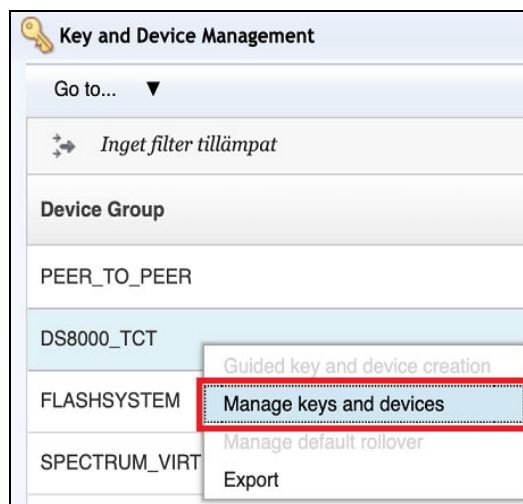 Key and Device Management
Go to... ▼
Inget filter tillämpat
Device Group
PEER_TO_PEER
DS8000_TCT
Guided key and device creation
FLASHSYSTEM
Manage keys and devices
Manage default rollover
SPECTRUM_VIRT
Export